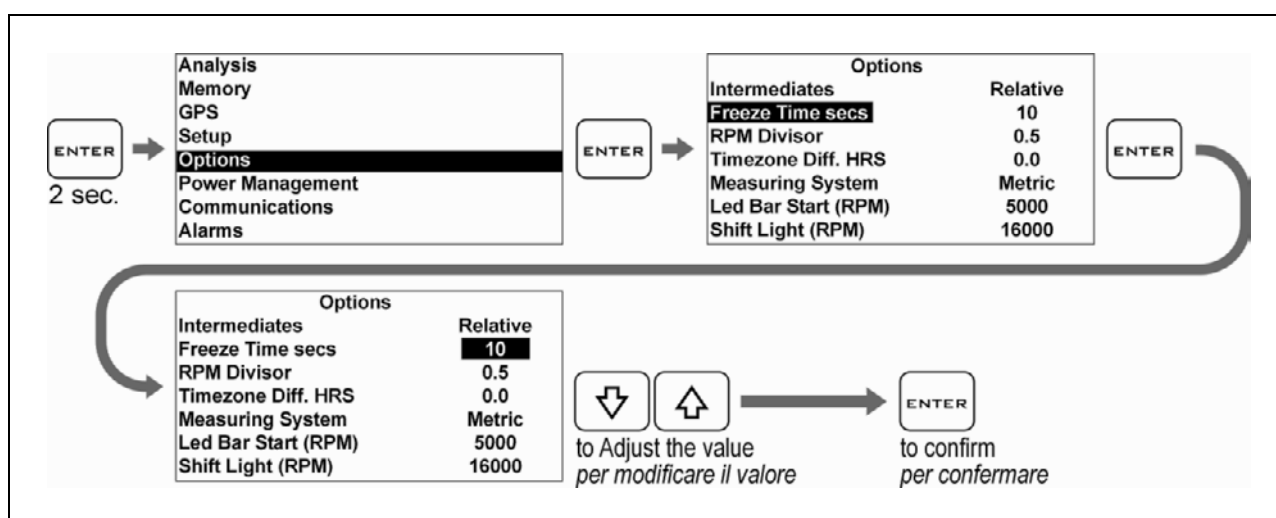 ENTER
2 sec.
Analysis
Memory
GPS
Setup
Options
Power Management
Communications
Alarms
ENTER
Options
Intermediates Relative
Freeze Time secs 10
RPM Divisor 0.5
Timezone Diff. HRS 0.0
Measuring System Metric
Led Bar Start (RPM) 5000
Shift Light (RPM) 16000
ENTER
Options
Intermediates Relative
Freeze Time secs 10
RPM Divisor 0.5
Timezone Diff. HRS 0.0
Measuring System Metric
Led Bar Start (RPM) 5000
Shift Light (RPM) 16000
to Adjust the value
per modificare il valore
ENTER
to confirm
per confermare